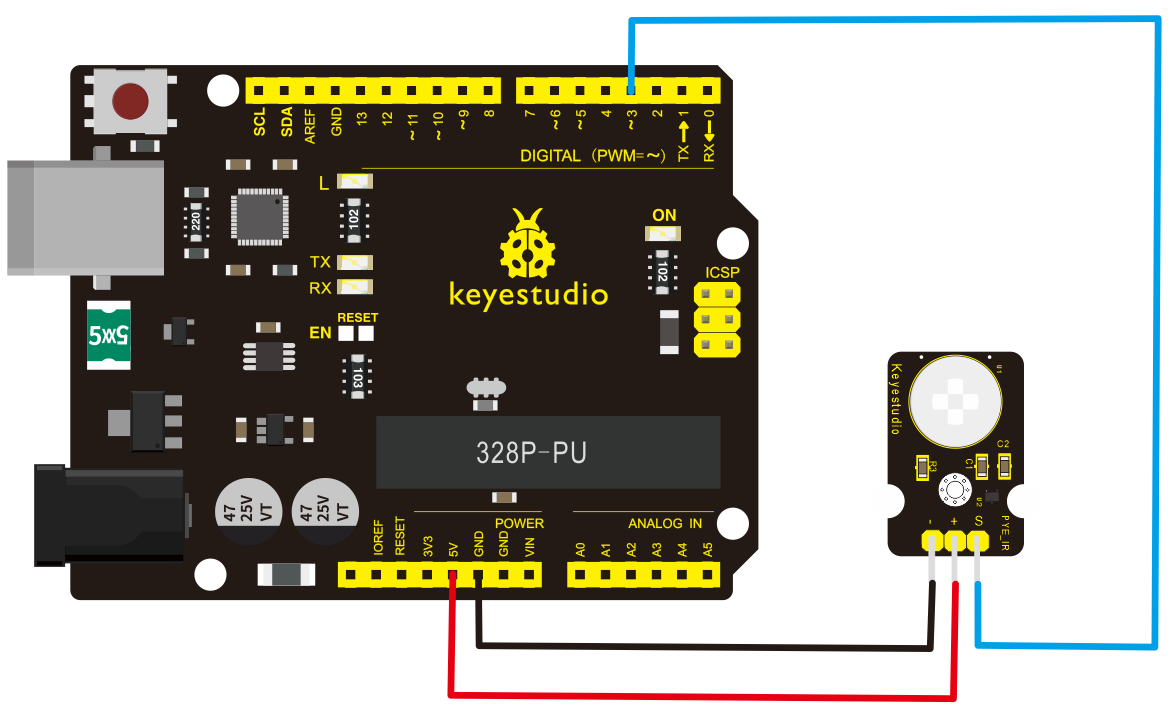 SCL
SDA
AREF
GND
13
12
~11
~10
~9
8
7
~6
~5
4
~3
2
TX→1
RX←0
DIGITAL (PWM=~)
L
220
102
TX
RX
ON
102
ICSP
keyestudio
RESET
EN
5XX5
103
328P-PU
47
25V
VT
47
25V
VT
POWER
ANALOG IN
IOREF
RESET
3V3
5V
GND
GND
VIN
A0
A1
A2
A3
A4
A5
Keyestudio
U1
C2
R3
C1
U2
- + S
PYE_IR